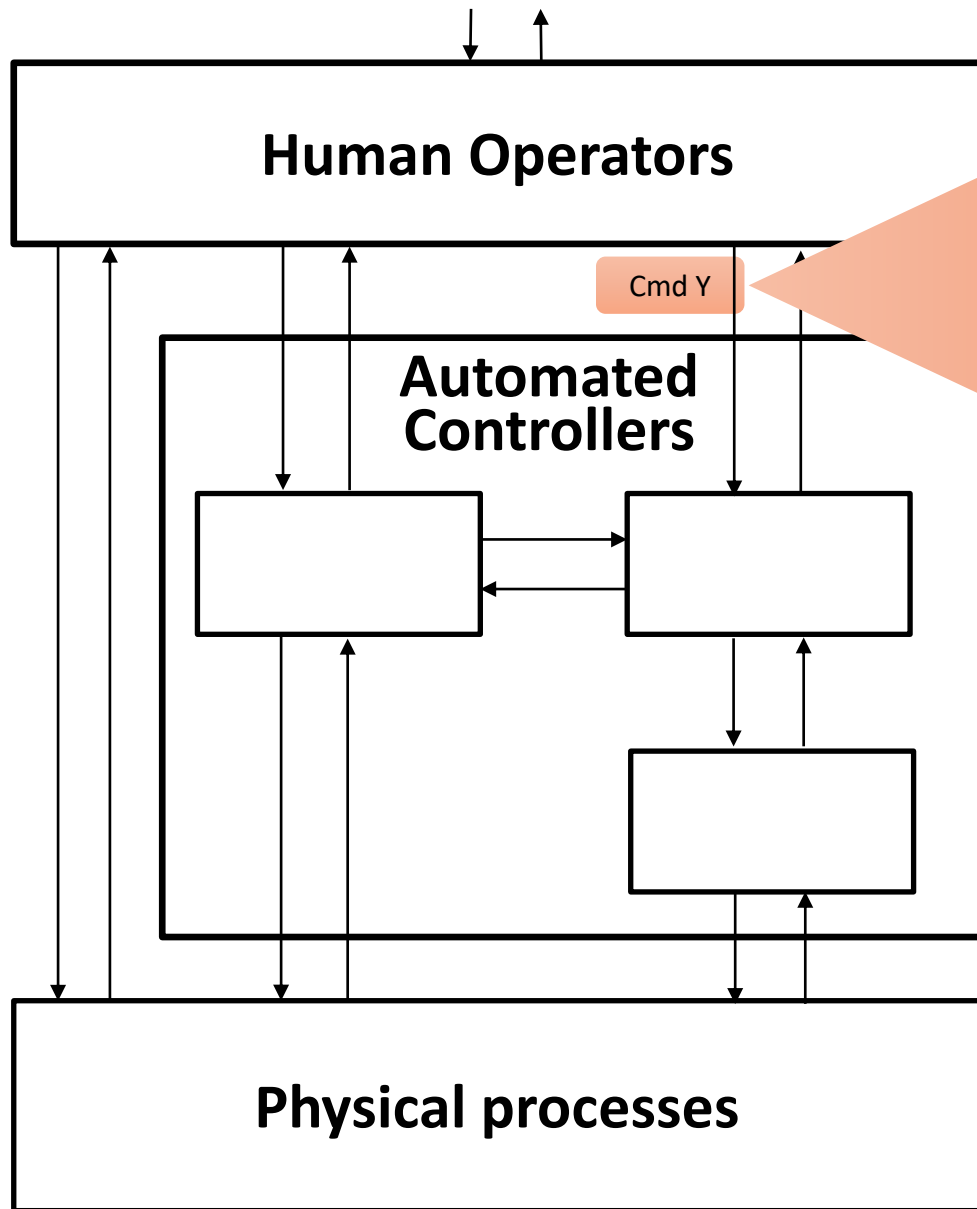 Human Operators
Cmd Y
Automated
Controllers
Physical processes